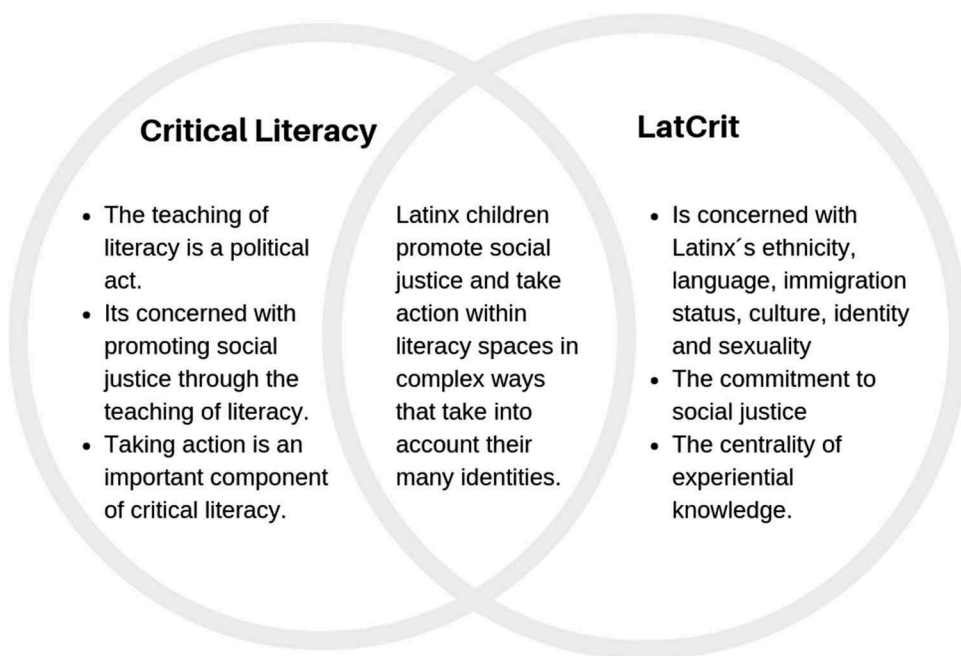 Critical Literacy
• The teaching of
literacy is a political
act.
• Its concerned with
promoting social
justice through the
teaching of literacy.
• Taking action is an
important component
of critical literacy.
Latinx children
promote social
justice and take
action within
literacy spaces in
complex ways
that take into
account their
many identities.
LatCrit
• Is concerned with
Latinx´s ethnicity,
language, immigration
status, culture, identity
and sexuality
• The commitment to
social justice
• The centrality of
experiential
knowledge.